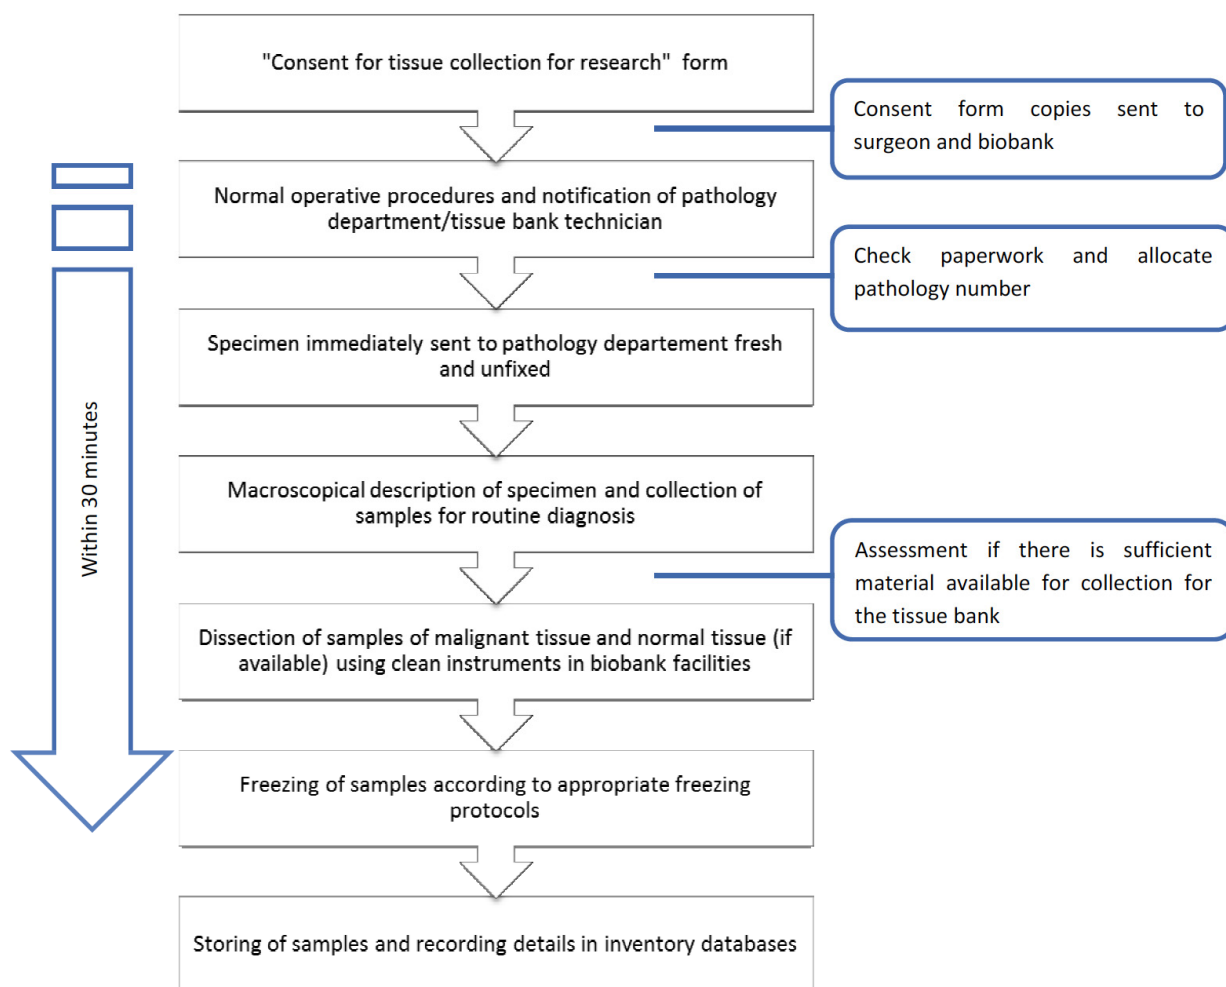 "Consent for tissue collection for research"  form
Consent form copies sent to
surgeon and biobank
Normal operative procedures and notification of pathology
department/tissue bank technician
Check paperwork and allocate
pathology number
Specimen immediately sent to pathology departement fresh
and unfixed
Within 30 minutes
Macroscopical description of specimen and collection of
samples for routine diagnosis
Assessment if there is sufficient
material available for collection for
the tissue bank
Dissection of samples of malignant tissue and normal tissue (if
available) using clean instruments in biobank facilities
Freezing of samples according to appropriate freezing
protocols
Storing of samples and recording details in inventory databases